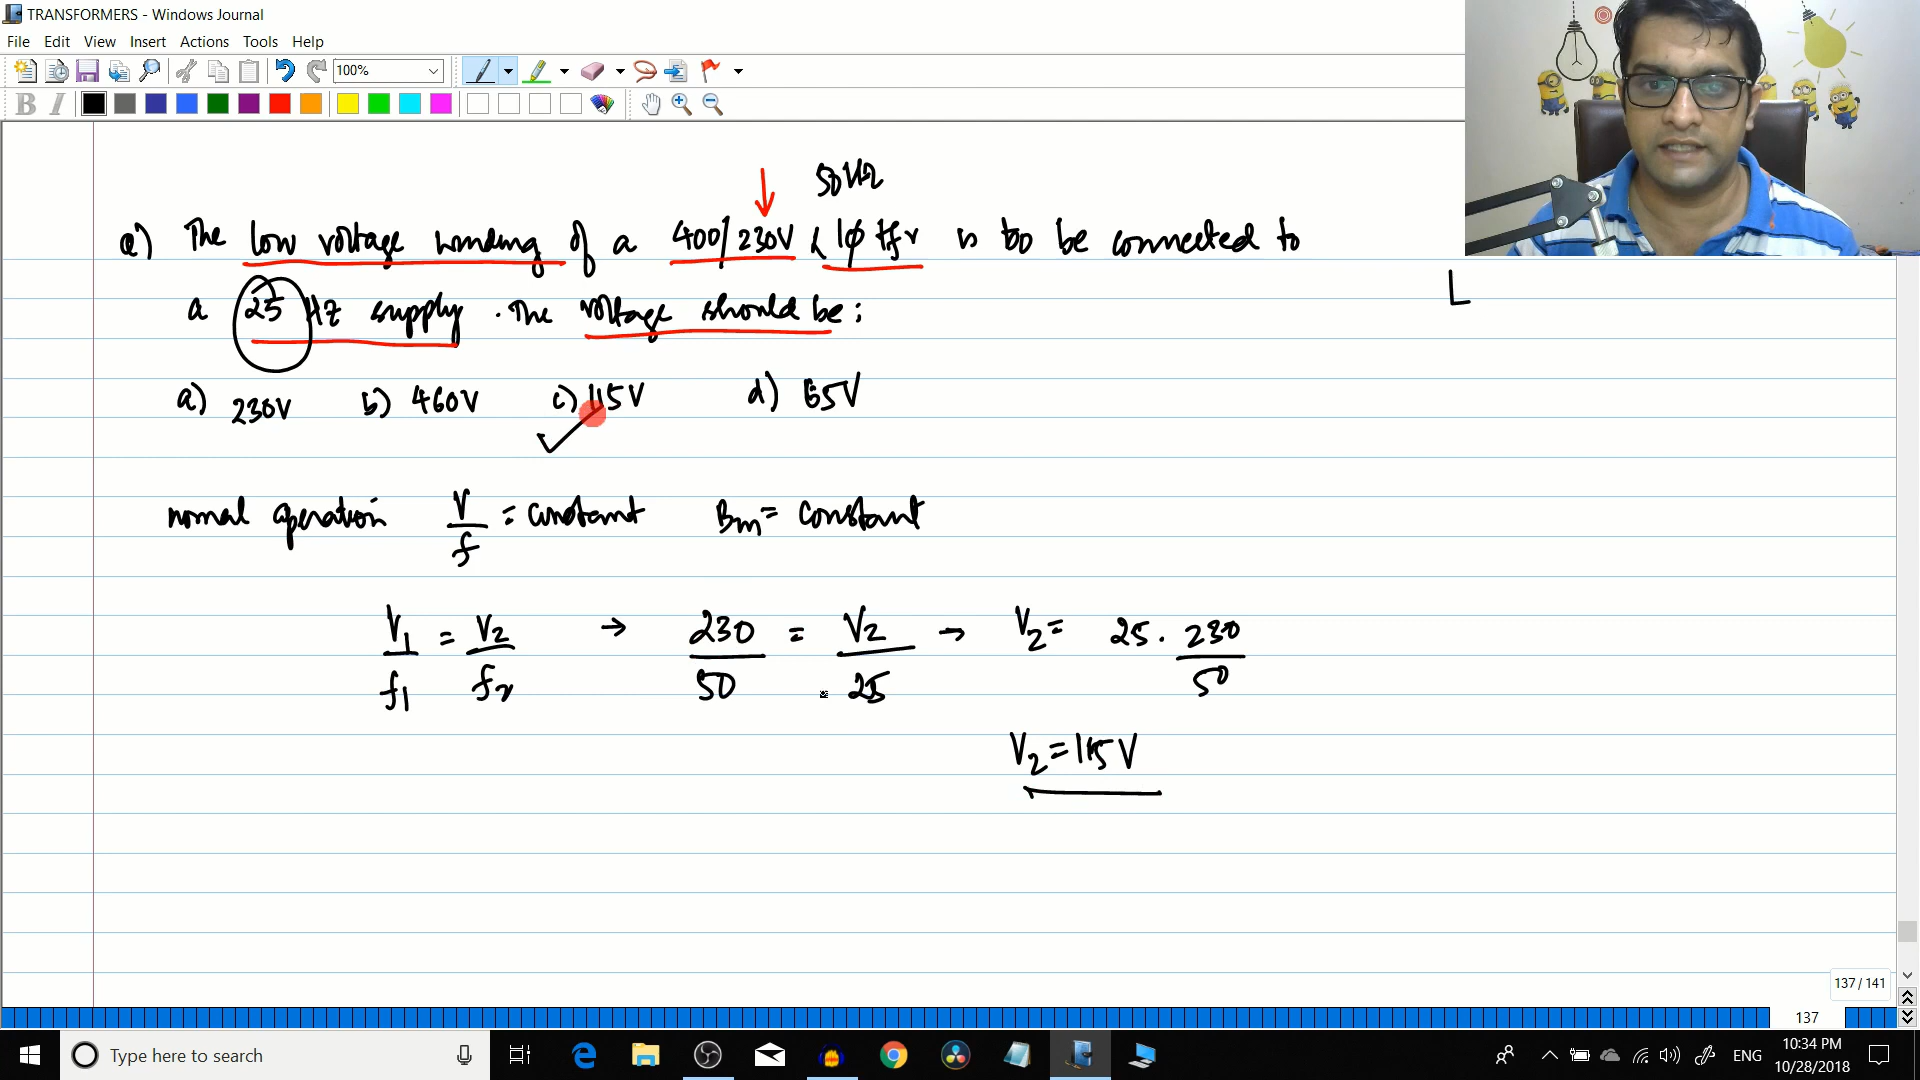 TRANSFORMERS - Windows Journal
File Edit View Insert Actions Tools Help
100%
B I
50Hz
Q) The low voltage winding of a 400/230V, 1φ tfr is to be connected to
a 25 Hz supply. The voltage should be:
L
a) 230V b) 460V c) 115V d) 65V
normal operation V/f = constant Bm = constant
V1/f1 = V2/f2 → 230/50 = V2/25 → V2 = 25 . 230/50
V2 = 115V
137 / 141
137
Type here to search
ENG
10:34 PM
10/28/2018